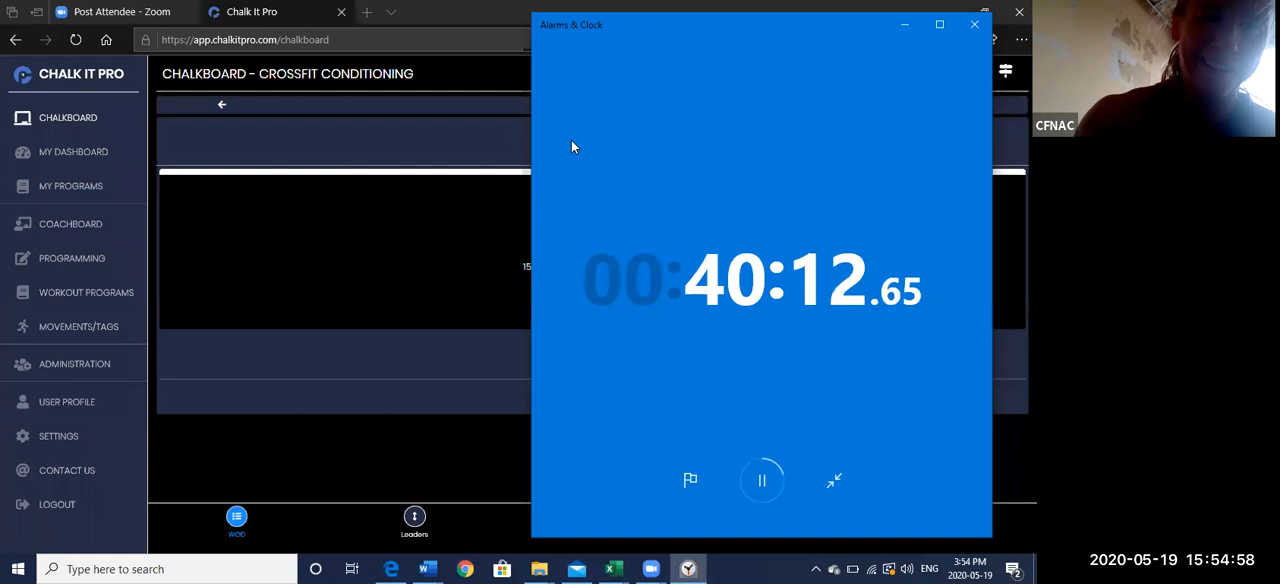 Post Attendee - Zoom
Chalk It Pro
Alarms & Clock
https://app.chalkitpro.com/chalkboard
CHALK IT PRO
CHALKBOARD - CROSSFIT CONDITIONING
CFNAC
CHALKBOARD
MY DASHBOARD
MY PROGRAMS
COACHBOARD
PROGRAMMING
WORKOUT PROGRAMS
MOVEMENTS/TAGS
ADMINISTRATION
USER PROFILE
SETTINGS
CONTACT US
LOGOUT
15
00:40:12.65
WOD
Leaders
Type here to search
ENG
3:54 PM
2020-05-19
2
2020-05-19 15:54:58